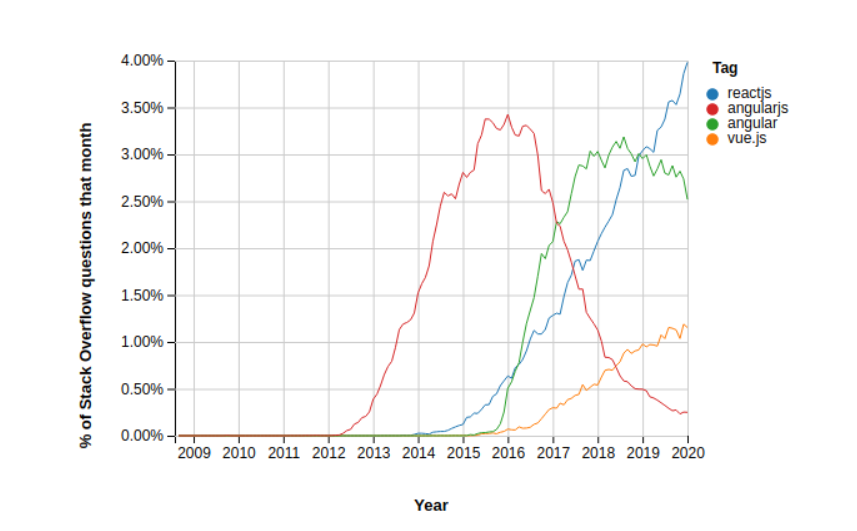 4.00%
3.50%
3.00%
2.50%
2.00%
1.50%
1.00%
0.50%
0.00%
% of Stack Overflow questions that month
2009 2010 2011 2012 2013 2014 2015 2016 2017 2018 2019 2020
Year
Tag
reactjs
angularjs
angular
vue.js